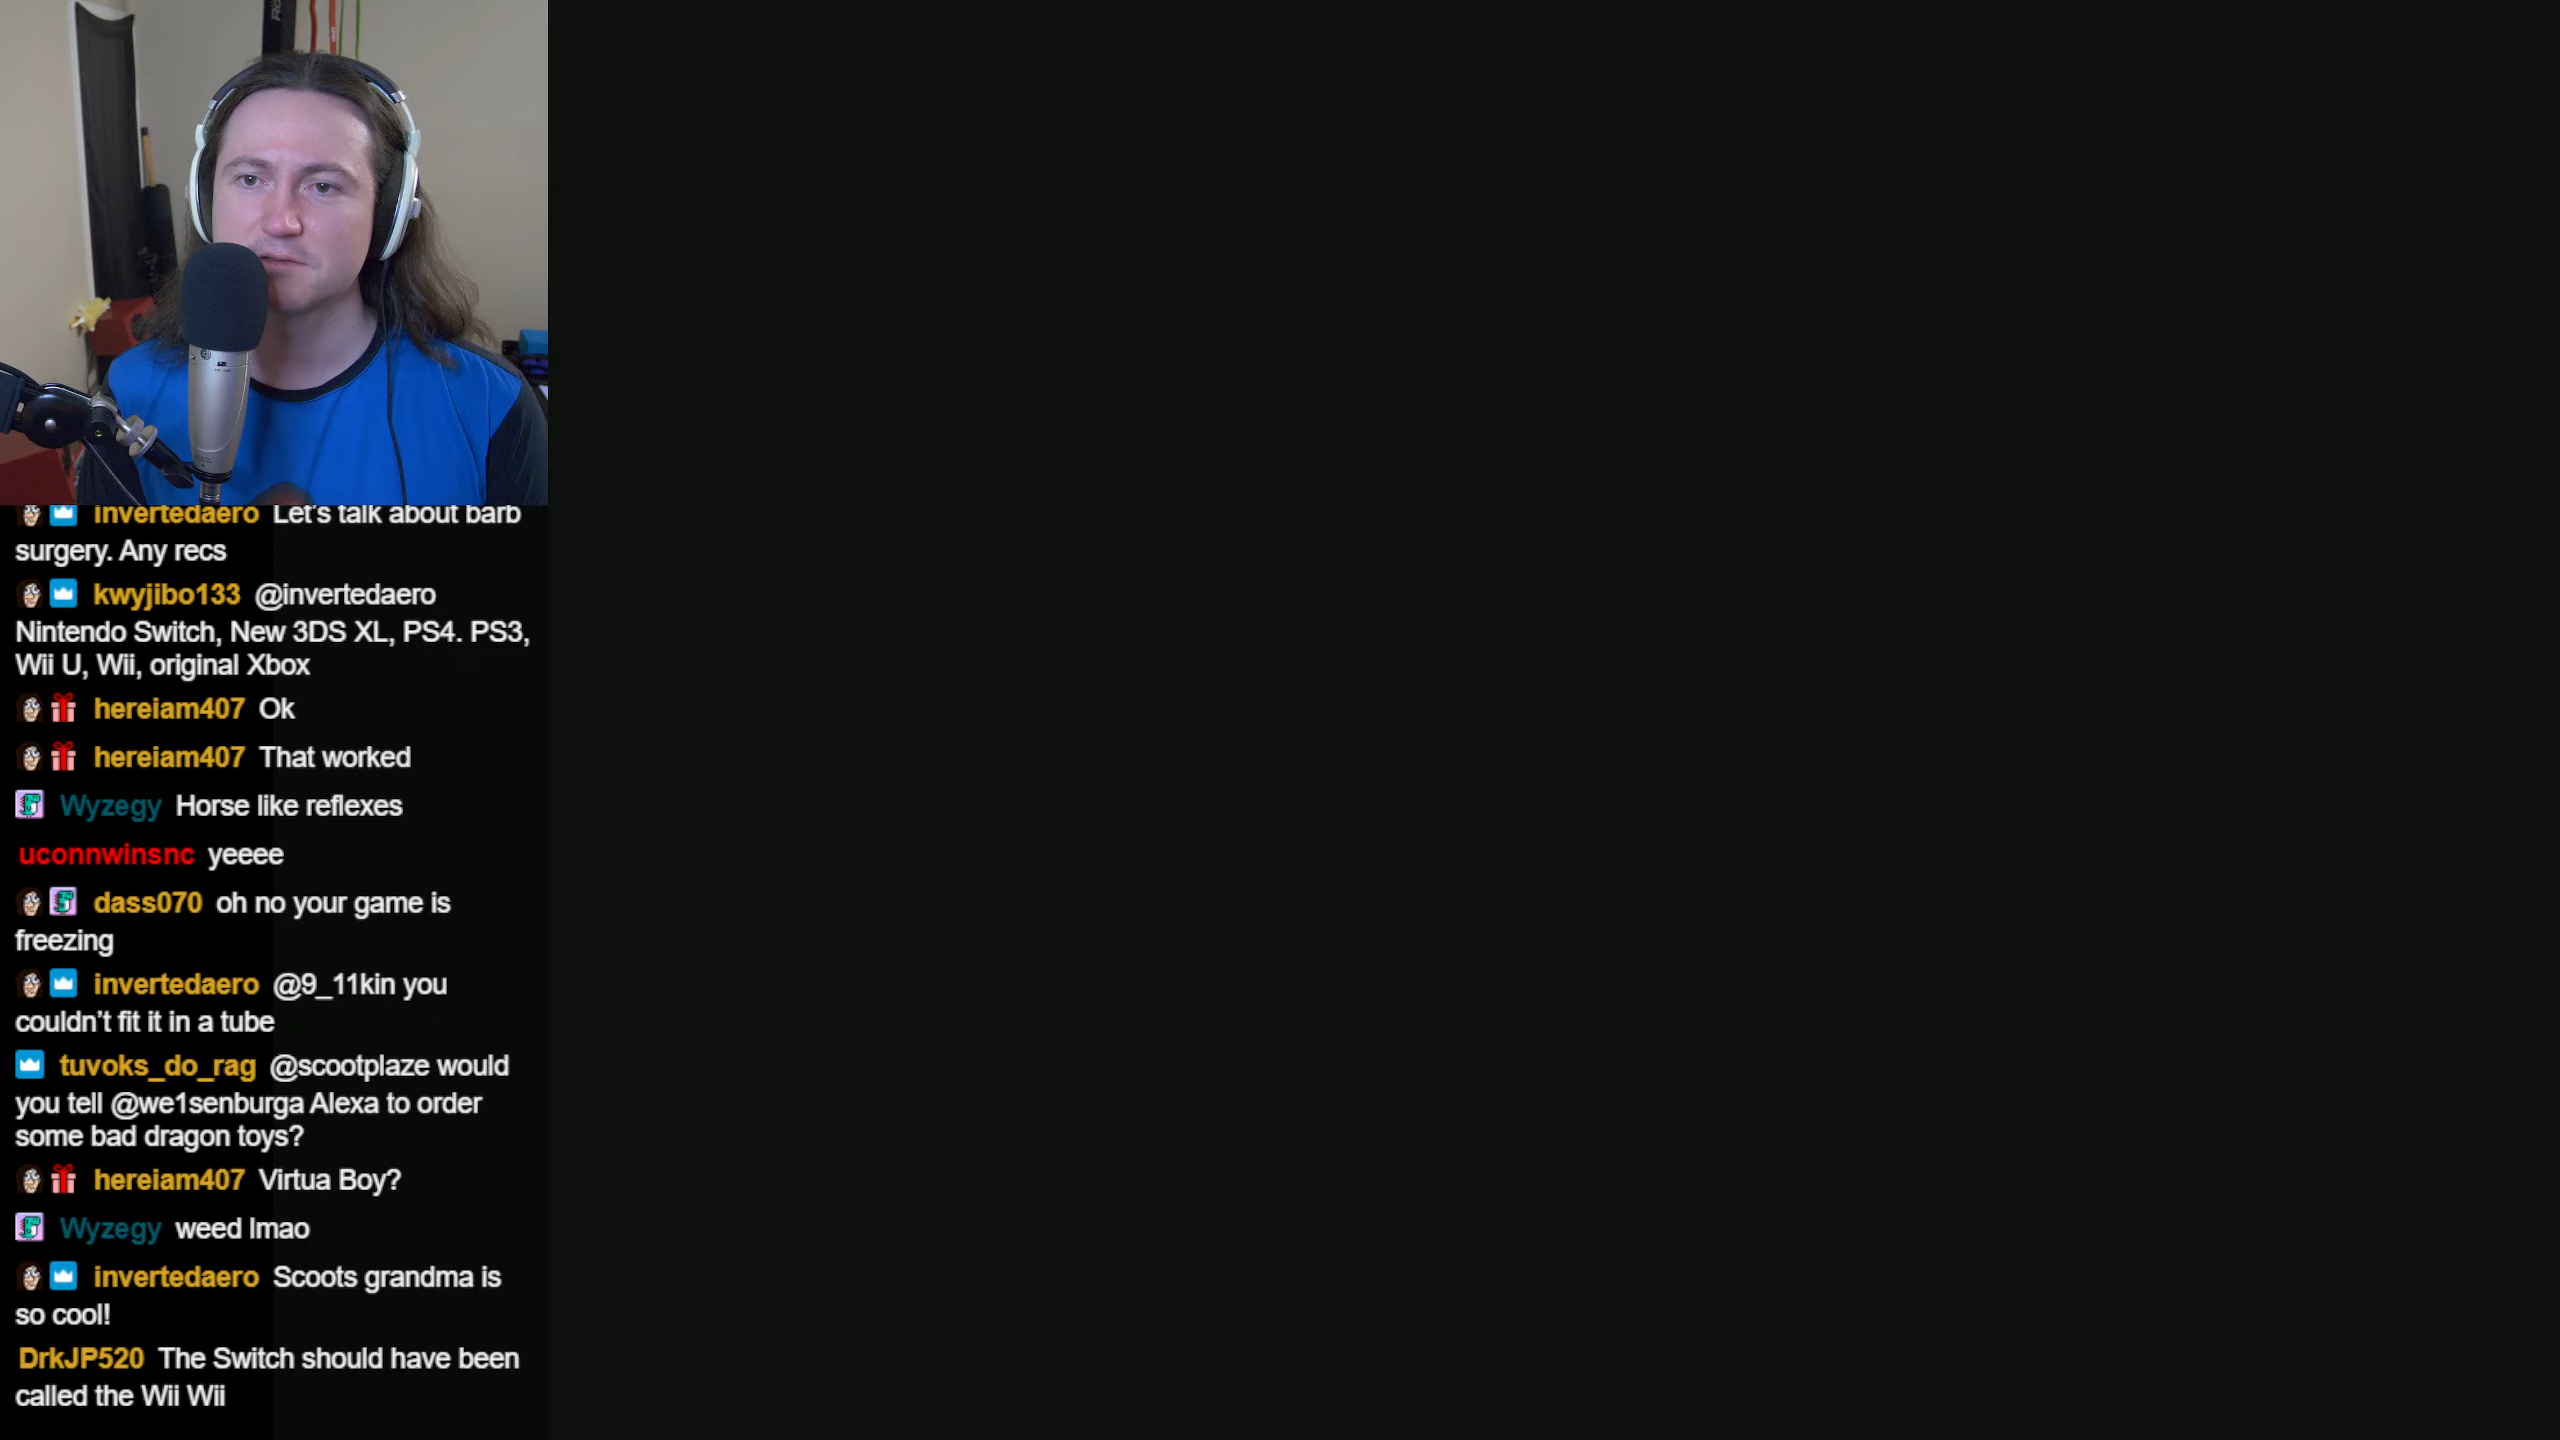 invertedaero Let's talk about barb
surgery. Any recs
kwyjibo133 @invertedaero
Nintendo Switch, New 3DS XL, PS4. PS3,
Wii U, Wii, original Xbox
hereiam407 Ok
hereiam407 That worked
Wyzegy Horse like reflexes
uconnwinsnc yeeee
dass070 oh no your game is
freezing
invertedaero @9_11kin you
couldn't fit it in a tube
tuvoks_do_rag @scootplaze would
you tell @we1senburga Alexa to order
some bad dragon toys?
hereiam407 Virtua Boy?
Wyzegy weed lmao
invertedaero Scoots grandma is
so cool!
DrkJP520 The Switch should have been
called the Wii Wii